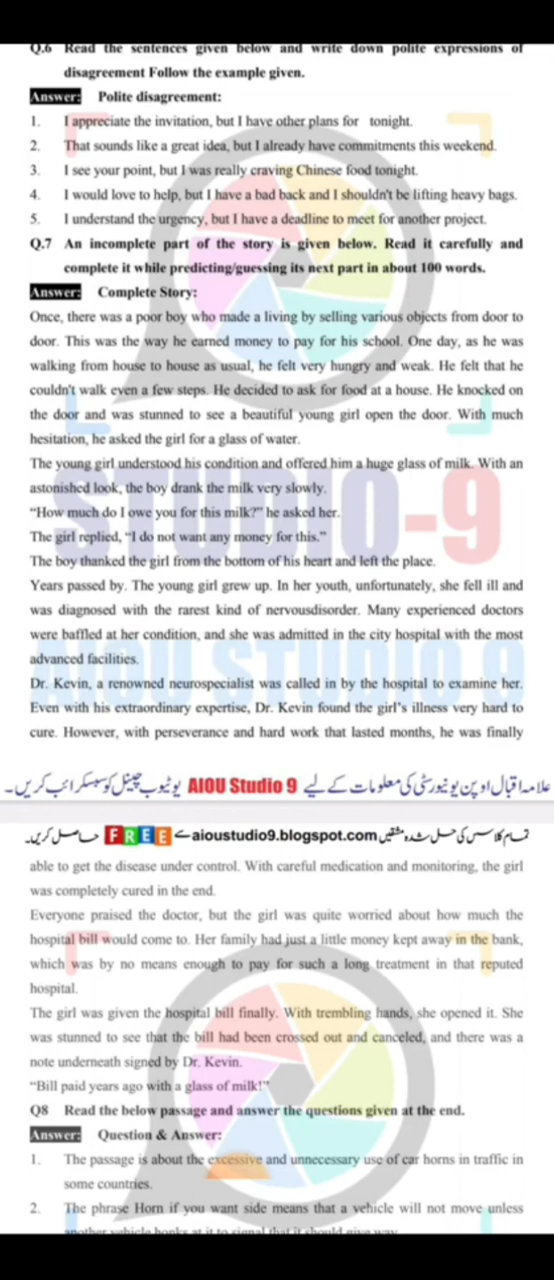 Q.6 Read the sentences given below and write down polite expressions of
disagreement Follow the example given.
Answer: Polite disagreement:
1. I appreciate the invitation, but I have other plans for tonight.
2. That sounds like a great idea, but I already have commitments this weekend.
3. I see your point, but I was really craving Chinese food tonight.
4. I would love to help, but I have a bad back and I shouldn't be lifting heavy bags.
5. I understand the urgency, but I have a deadline to meet for another project.
Q.7 An incomplete part of the story is given below. Read it carefully and
complete it while predicting/guessing its next part in about 100 words.
Answer: Complete Story:
Once, there was a poor boy who made a living by selling various objects from door to
door. This was the way he earned money to pay for his school. One day, as he was
walking from house to house as usual, he felt very hungry and weak. He felt that he
couldn't walk even a few steps. He decided to ask for food at a house. He knocked on
the door and was stunned to see a beautiful young girl open the door. With much
hesitation, he asked the girl for a glass of water.
The young girl understood his condition and offered him a huge glass of milk. With an
astonished look, the boy drank the milk very slowly.
"How much do I owe you for this milk?" he asked her.
The girl replied, "I do not want any money for this."
The boy thanked the girl from the bottom of his heart and left the place.
Years passed by. The young girl grew up. In her youth, unfortunately, she fell ill and
was diagnosed with the rarest kind of nervousdisorder. Many experienced doctors
were baffled at her condition, and she was admitted in the city hospital with the most
advanced facilities.
Dr. Kevin, a renowned neurospecialist was called in by the hospital to examine her.
Even with his extraordinary expertise, Dr. Kevin found the girl's illness very hard to
cure. However, with perseverance and hard work that lasted months, he was finally
STUDIO-9
AIOU STUDIO 9
علامہ اقبال اوپن یونیورسٹی کی معلومات کے لیے AIOU Studio 9 یوٹیوب چینل کو سبسکرائب کریں۔
تمام کلاسس کی حل شدہ مشقیں aioustudio9.blogspot.com سے FREE حاصل کریں۔
able to get the disease under control. With careful medication and monitoring, the girl
was completely cured in the end.
Everyone praised the doctor, but the girl was quite worried about how much the
hospital bill would come to. Her family had just a little money kept away in the bank,
which was by no means enough to pay for such a long treatment in that reputed
hospital.
The girl was given the hospital bill finally. With trembling hands, she opened it. She
was stunned to see that the bill had been crossed out and canceled, and there was a
note underneath signed by Dr. Kevin.
"Bill paid years ago with a glass of milk!"
Q8 Read the below passage and answer the questions given at the end.
Answer: Question & Answer:
1. The passage is about the excessive and unnecessary use of car horns in traffic in
some countries.
2. The phrase Horn if you want side means that a vehicle will not move unless
another vehicle honks at it to signal that it should give way.